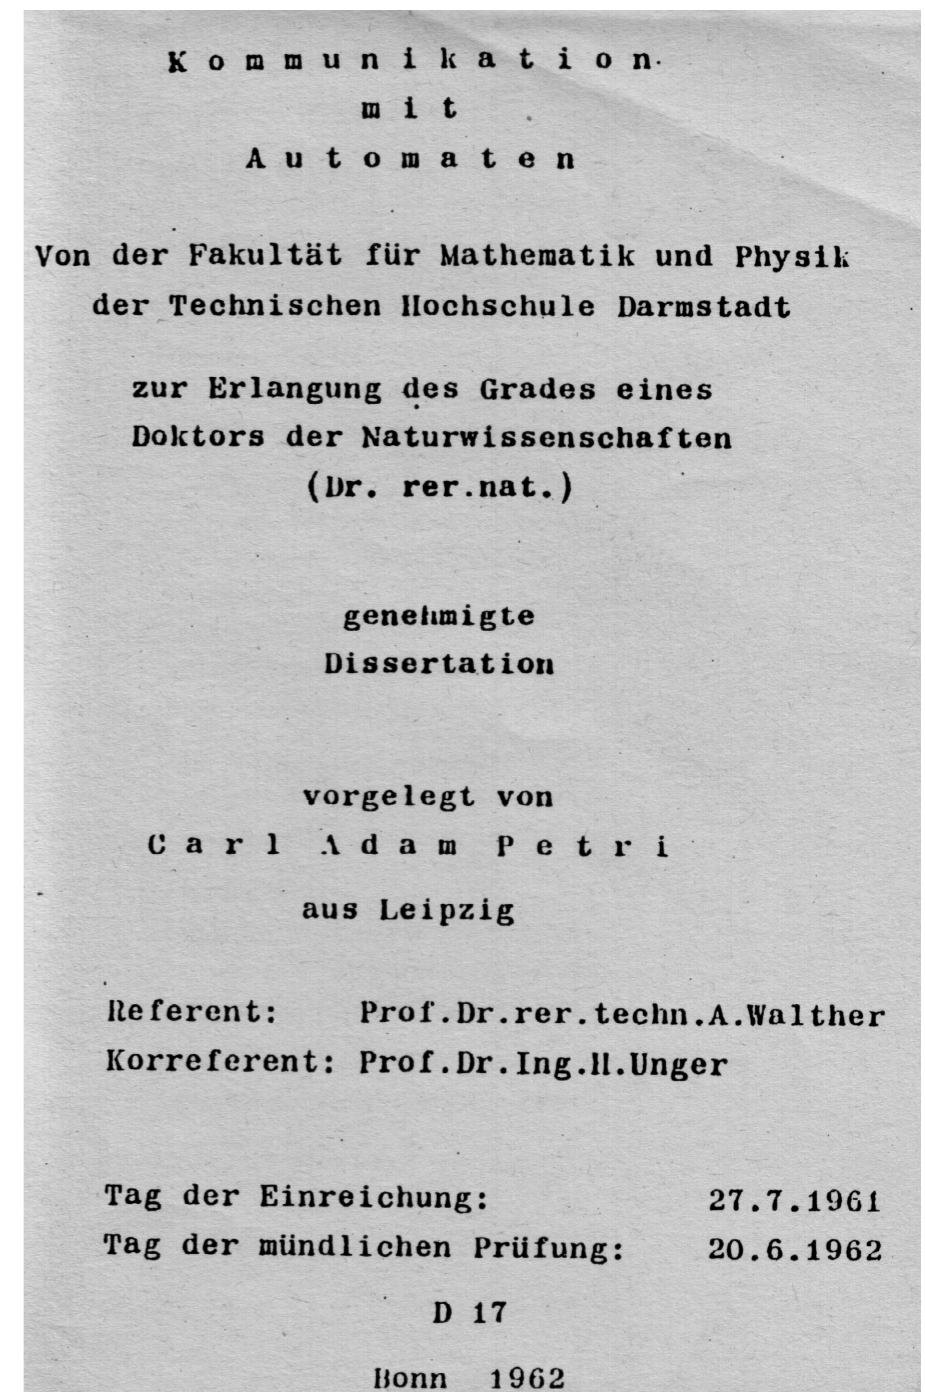 Kommunikation
mit
Automaten
Von der Fakultät für Mathematik und Physik
der Technischen Hochschule Darmstadt
zur Erlangung des Grades eines
Doktors der Naturwissenschaften
(Dr. rer.nat.)
genehmigte
Dissertation
vorgelegt von
Carl Adam Petri
aus Leipzig
Referent: Prof.Dr.rer.techn.A.Walther
Korreferent: Prof.Dr.Ing.H.Unger
Tag der Einreichung: 27.7.1961
Tag der mündlichen Prüfung: 20.6.1962
D 17
Bonn 1962